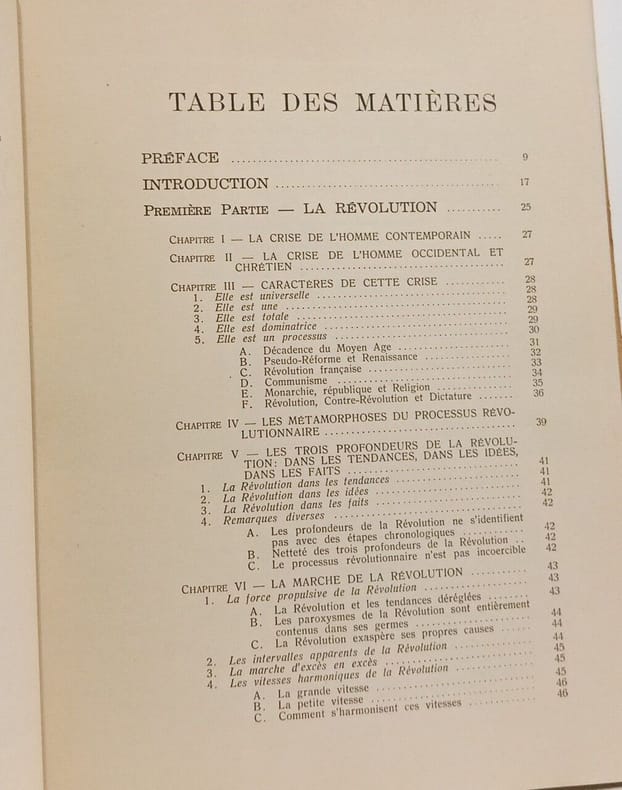 TABLE DES MATIÈRES
PRÉFACE .......... 9
INTRODUCTION .......... 17
PREMIÈRE PARTIE — LA RÉVOLUTION .......... 25
CHAPITRE I — LA CRISE DE L'HOMME CONTEMPORAIN ..... 27
CHAPITRE II — LA CRISE DE L'HOMME OCCIDENTAL ET
CHRÉTIEN .......... 27
CHAPITRE III — CARACTÈRES DE CETTE CRISE .......... 28
1. Elle est universelle .......... 28
2. Elle est une .......... 28
3. Elle est totale .......... 29
4. Elle est dominatrice .......... 29
5. Elle est un processus .......... 30
A. Décadence du Moyen Age .......... 31
B. Pseudo-Réforme et Renaissance .......... 32
C. Révolution française .......... 33
D. Communisme .......... 34
E. Monarchie, république et Religion .......... 35
F. Révolution, Contre-Révolution et Dictature ....... 36
CHAPITRE IV — LES MÉTAMORPHOSES DU PROCESSUS RÉVO-
LUTIONNAIRE .......... 39
CHAPITRE V — LES TROIS PROFONDEURS DE LA RÉVOLU-
TION: DANS LES TENDANCES, DANS LES IDÉES,
DANS LES FAITS .......... 41
1. La Révolution dans les tendances .......... 41
2. La Révolution dans les idées .......... 41
3. La Révolution dans les faits .......... 42
4. Remarques diverses .......... 42
A. Les profondeurs de la Révolution ne s'identifient
pas avec des étapes chronologiques .......... 42
B. Netteté des trois profondeurs de la Révolution .. 42
C. Le processus révolutionnaire n'est pas incoercible 42
CHAPITRE VI — LA MARCHE DE LA RÉVOLUTION .......... 43
1. La force propulsive de la Révolution .......... 43
A. La Révolution et les tendances déréglées ........ 43
B. Les paroxysmes de la Révolution sont entièrement
contenus dans ses germes .......... 44
C. La Révolution exaspère ses propres causes ...... 44
2. Les intervalles apparents de la Révolution .......... 44
3. La marche d'excès en excès .......... 45
4. Les vitesses harmoniques de la Révolution .......... 45
A. La grande vitesse .......... 45
B. La petite vitesse .......... 46
C. Comment s'harmonisent ces vitesses .......... 46